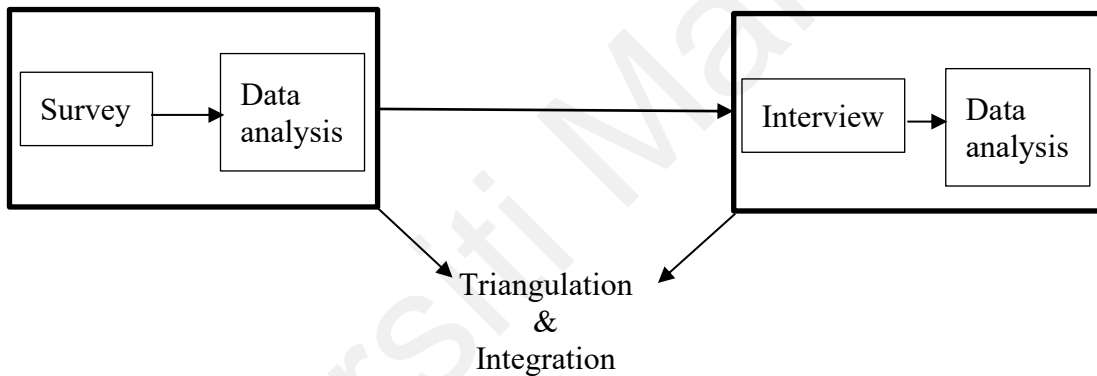 Survey
Data
analysis
Interview
Data
analysis
Triangulation
&
Integration